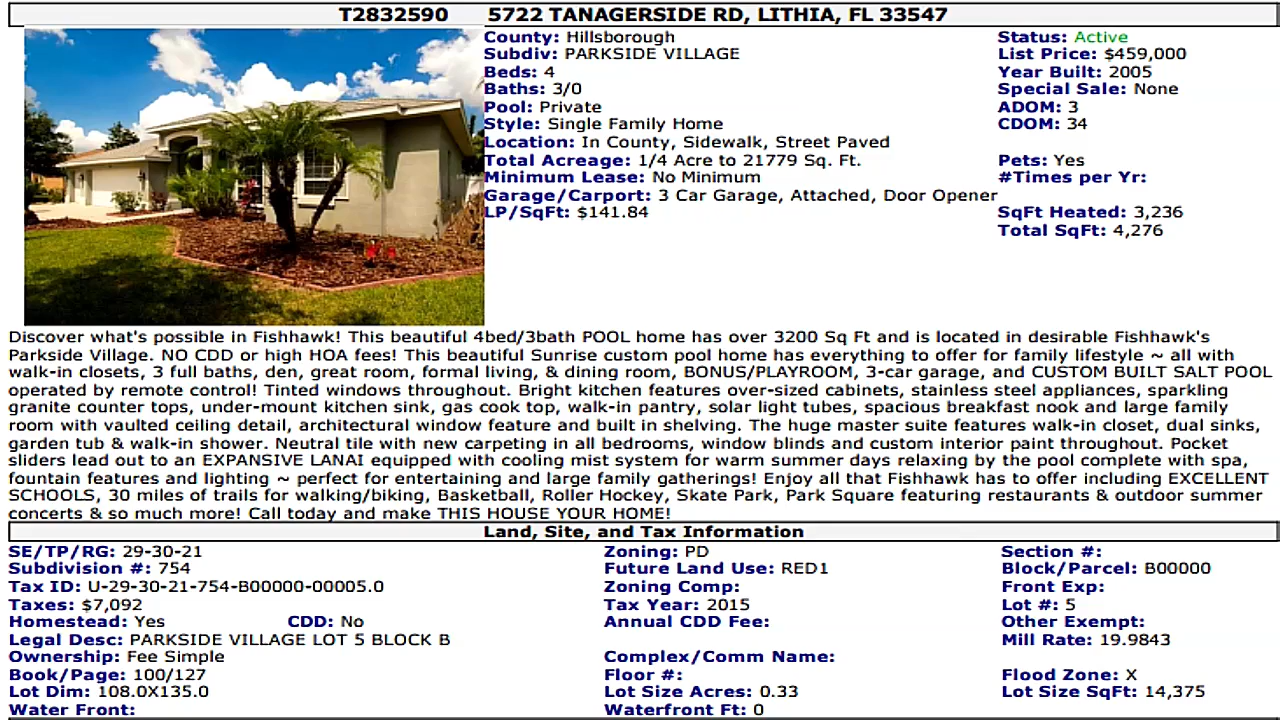 T2832590 5722 TANAGERSIDE RD, LITHIA, FL 33547
County: Hillsborough Status: Active
Subdiv: PARKSIDE VILLAGE List Price: $459,000
Beds: 4 Year Built: 2005
Baths: 3/0 Special Sale: None
Pool: Private ADOM: 3
Style: Single Family Home CDOM: 34
Location: In County, Sidewalk, Street Paved
Total Acreage: 1/4 Acre to 21779 Sq. Ft. Pets: Yes
Minimum Lease: No Minimum #Times per Yr:
Garage/Carport: 3 Car Garage, Attached, Door Opener
LP/SqFt: $141.84 SqFt Heated: 3,236
Total SqFt: 4,276
Discover what's possible in Fishhawk! This beautiful 4bed/3bath POOL home has over 3200 Sq Ft and is located in desirable Fishhawk's
Parkside Village. NO CDD or high HOA fees! This beautiful Sunrise custom pool home has everything to offer for family lifestyle ~ all with
walk-in closets, 3 full baths, den, great room, formal living, & dining room, BONUS/PLAYROOM, 3-car garage, and CUSTOM BUILT SALT POOL
operated by remote control! Tinted windows throughout. Bright kitchen features over-sized cabinets, stainless steel appliances, sparkling
granite counter tops, under-mount kitchen sink, gas cook top, walk-in pantry, solar light tubes, spacious breakfast nook and large family
room with vaulted ceiling detail, architectural window feature and built in shelving. The huge master suite features walk-in closet, dual sinks,
garden tub & walk-in shower. Neutral tile with new carpeting in all bedrooms, window blinds and custom interior paint throughout. Pocket
sliders lead out to an EXPANSIVE LANAI equipped with cooling mist system for warm summer days relaxing by the pool complete with spa,
fountain features and lighting ~ perfect for entertaining and large family gatherings! Enjoy all that Fishhawk has to offer including EXCELLENT
SCHOOLS, 30 miles of trails for walking/biking, Basketball, Roller Hockey, Skate Park, Park Square featuring restaurants & outdoor summer
concerts & so much more! Call today and make THIS HOUSE YOUR HOME!
Land, Site, and Tax Information
SE/TP/RG: 29-30-21 Zoning: PD Section #:
Subdivision #: 754 Future Land Use: RED1 Block/Parcel: B00000
Tax ID: U-29-30-21-754-B00000-00005.0 Zoning Comp: Front Exp:
Taxes: $7,092 Tax Year: 2015 Lot #: 5
Homestead: Yes CDD: No Annual CDD Fee: Other Exempt:
Legal Desc: PARKSIDE VILLAGE LOT 5 BLOCK B Mill Rate: 19.9843
Ownership: Fee Simple Complex/Comm Name:
Book/Page: 100/127 Floor #: Flood Zone: X
Lot Dim: 108.0X135.0 Lot Size Acres: 0.33 Lot Size SqFt: 14,375
Water Front: Waterfront Ft: 0